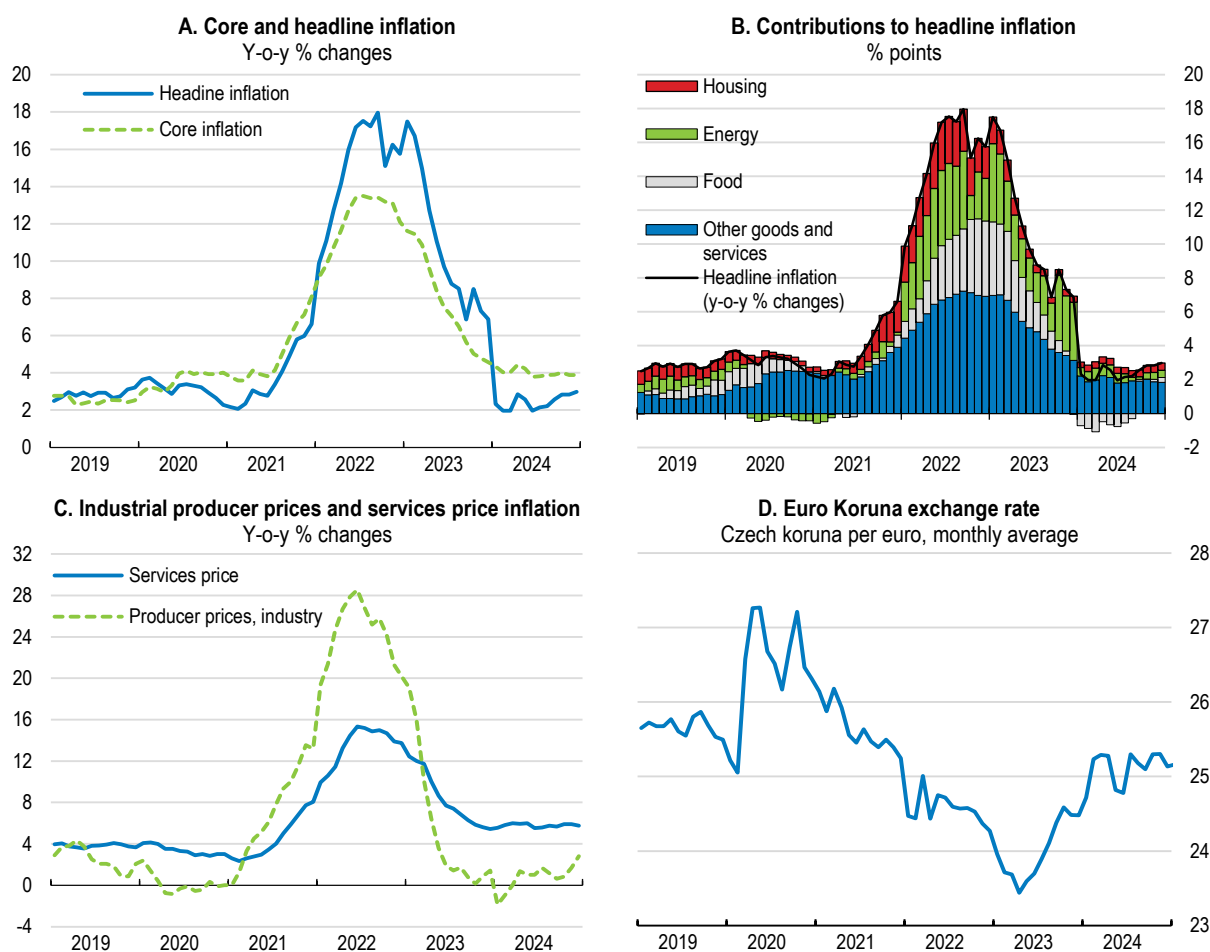 A. Core and headline inflation
Y-o-y % changes
20
18
16
14
12
10
8
6
4
2
0
Headine inflation
Core inflation
2019 2020 2021 2022 2023 2024
B. Contributions to headline inflation
% points
Housing
Energy
Food
Other goods and
services
Headline inflation
(y-o-y % changes)
20
18
16
14
12
10
8
6
4
2
0
-2
2019 2020 2021 2022 2023 2024
C. Industrial producer prices and services price inflation
Y-o-y % changes
32
28
24
20
16
12
8
4
0
-4
Services price
Producer prices, industry
2019 2020 2021 2022 2023 2024
D. Euro Koruna exchange rate
Czech koruna per euro, monthly average
28
27
26
25
24
23
2019 2020 2021 2022 2023 2024